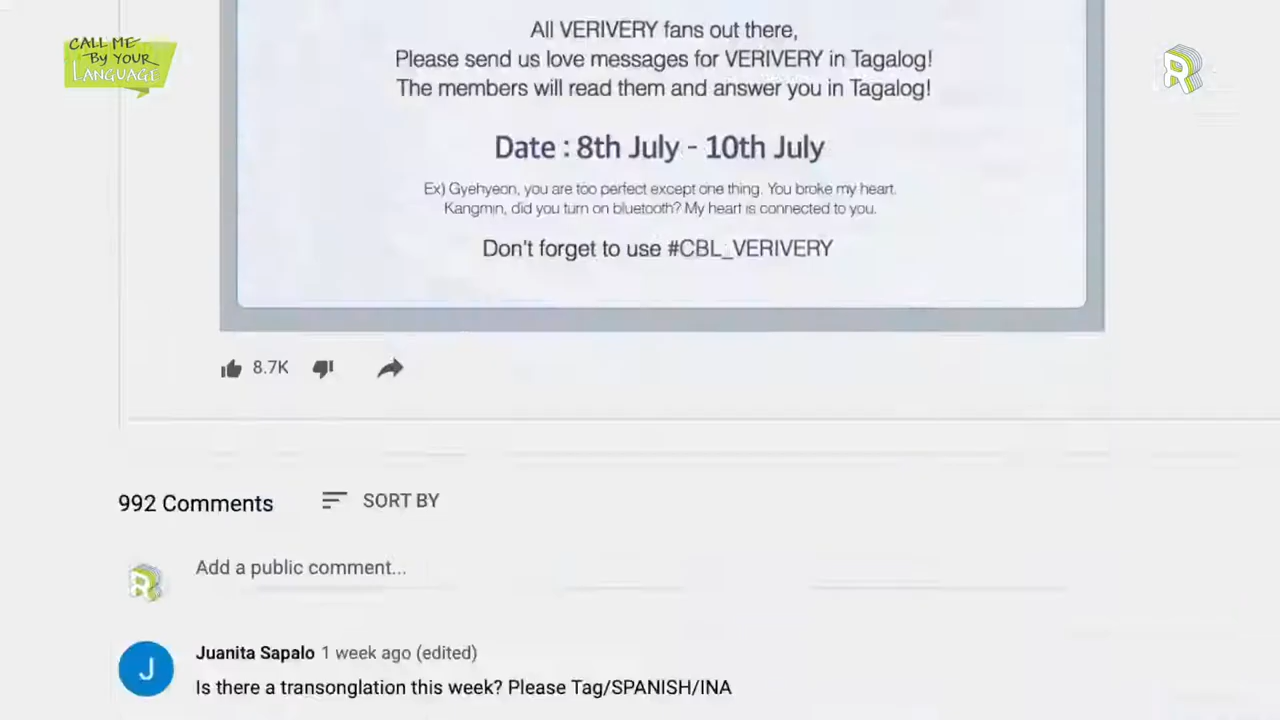 CALL ME
BY YOUR
LANGUAGE
R
All VERIVERY fans out there,
Please send us love messages for VERIVERY in Tagalog!
The members will read them and answer you in Tagalog!
Date : 8th July - 10th July
Ex) Gyehyeon, you are too perfect except one thing. You broke my heart.
Kangmin, did you turn on bluetooth? My heart is connected to you.
Don't forget to use #CBL_VERIVERY
8.7K
992 Comments SORT BY
R
Add a public comment...
J
Juanita Sapalo 1 week ago (edited)
Is there a transonglation this week? Please Tag/SPANISH/INA